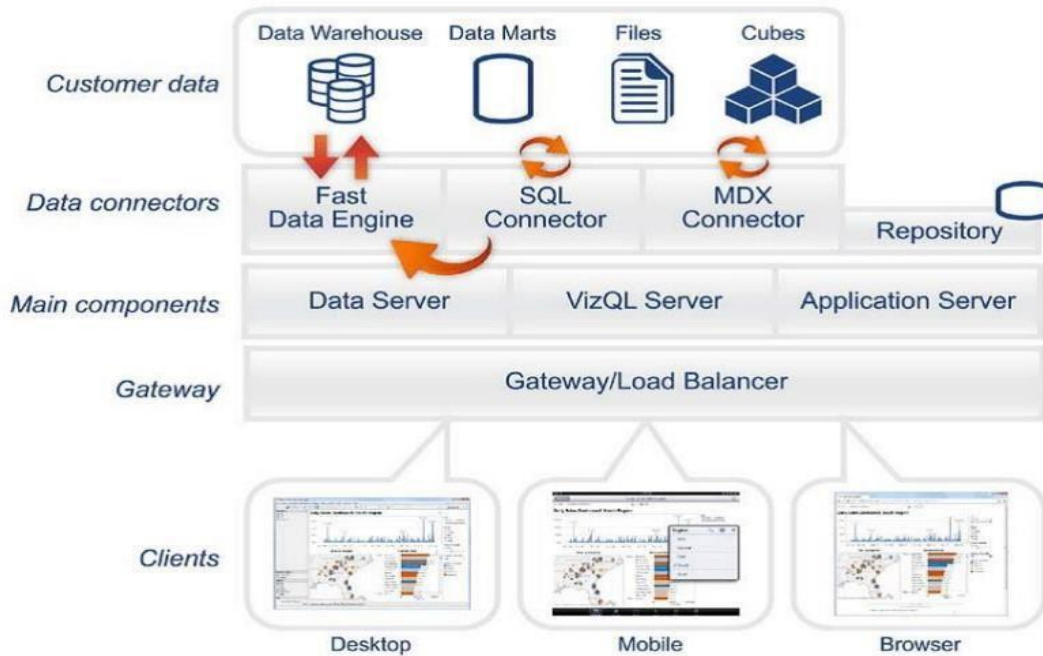 Data Warehouse Data Marts Files Cubes
Customer data
Data connectors
Fast
Data Engine
SQL
Connector
MDX
Connector
Repository
Main components
Data Server VizQL Server Application Server
Gateway
Gateway/Load Balancer
Clients
Desktop Mobile Browser